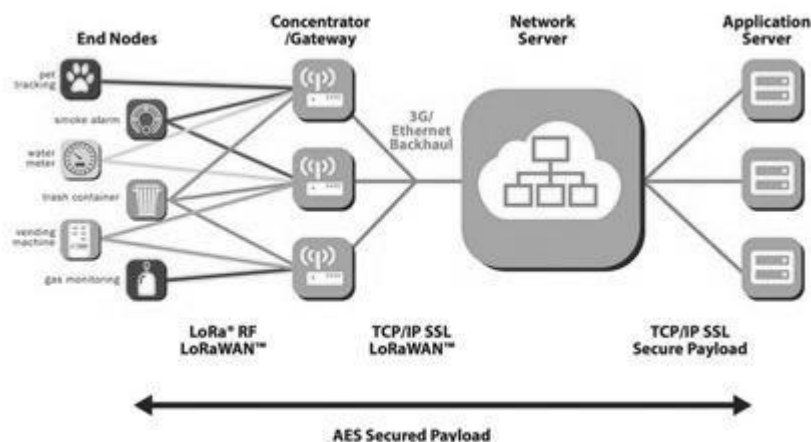 End Nodes
Concentrator
/Gateway
Network
Server
Application
Server
pet
tracking
smoke alarm
water
meter
trash container
vending
machine
gas monitoring
3G/
Ethernet
Backhaul
LoRa® RF
LoRaWAN™
TCP/IP SSL
LoRaWAN™
TCP/IP SSL
Secure Payload
AES Secured Payload